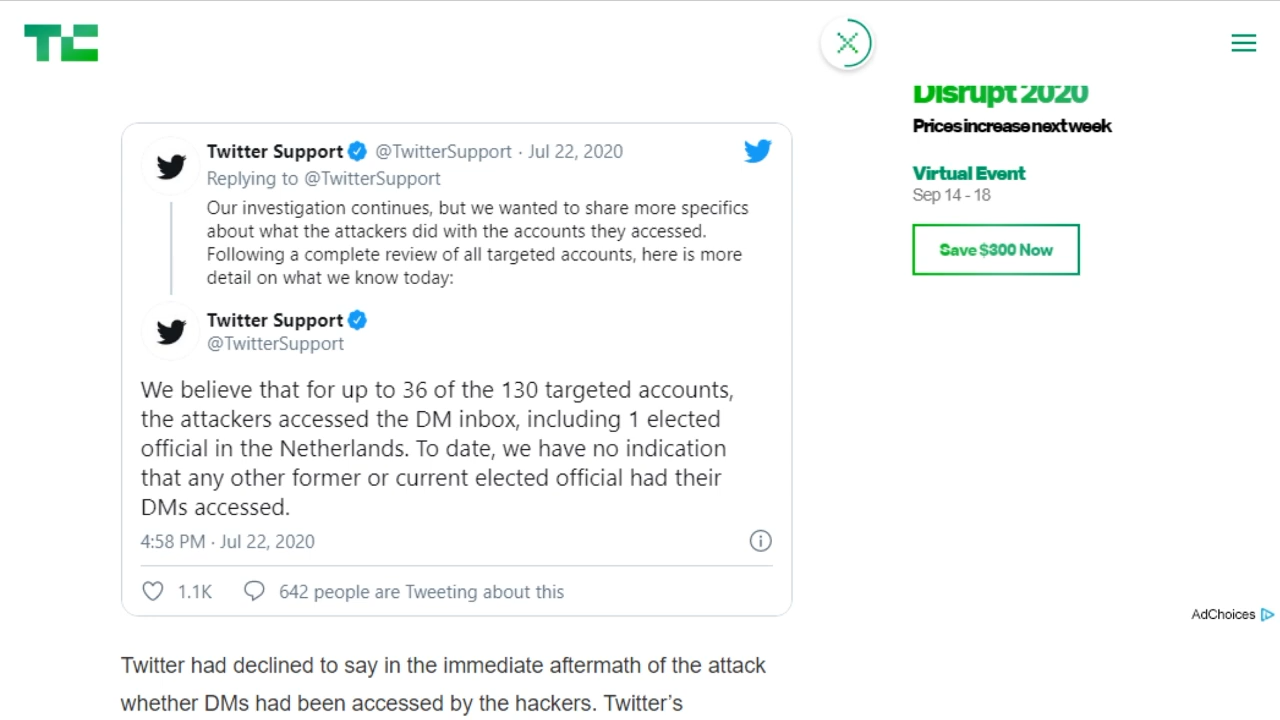 TC
Disrupt 2020
Prices increase next week
Virtual Event
Sep 14 - 18
Save $300 Now
Twitter Support @TwitterSupport · Jul 22, 2020
Replying to @TwitterSupport
Our investigation continues, but we wanted to share more specifics
about what the attackers did with the accounts they accessed.
Following a complete review of all targeted accounts, here is more
detail on what we know today:
Twitter Support
@TwitterSupport
We believe that for up to 36 of the 130 targeted accounts,
the attackers accessed the DM inbox, including 1 elected
official in the Netherlands. To date, we have no indication
that any other former or current elected official had their
DMs accessed.
4:58 PM · Jul 22, 2020
1.1K 642 people are Tweeting about this
AdChoices
Twitter had declined to say in the immediate aftermath of the attack
whether DMs had been accessed by the hackers. Twitter’s